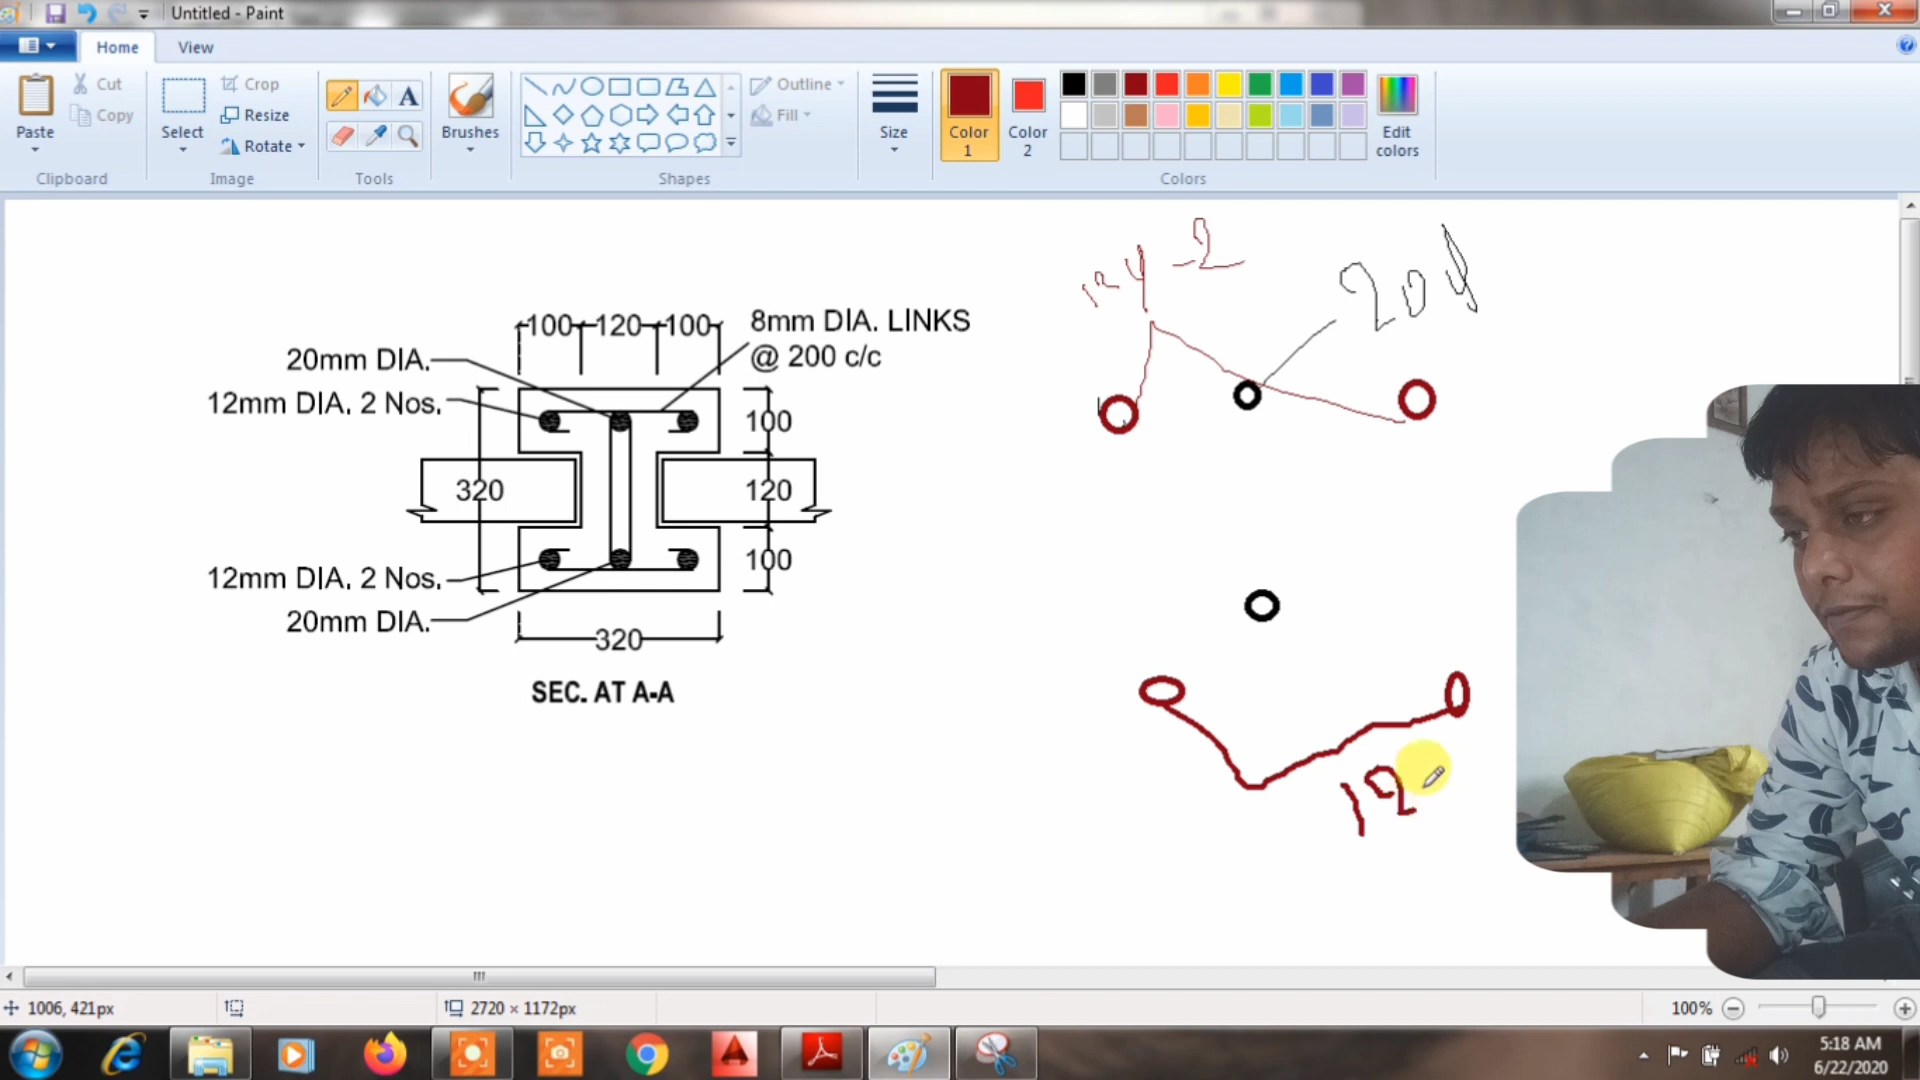 Untitled - Paint
Home View
Paste
Cut
Copy
Clipboard
Select
Crop
Resize
Rotate
Image
Tools
Brushes
Shapes
Outline
Fill
Size
Color 1
Color 2
Edit colors
Colors
2
20
100 120 100
8mm DIA. LINKS
@ 200 c/c
20mm DIA.
12mm DIA. 2 Nos.
100
320
120
12mm DIA. 2 Nos.
100
20mm DIA.
320
SEC. AT A-A
12
1006, 421px
2720 × 1172px
100%
5:18 AM
6/22/2020